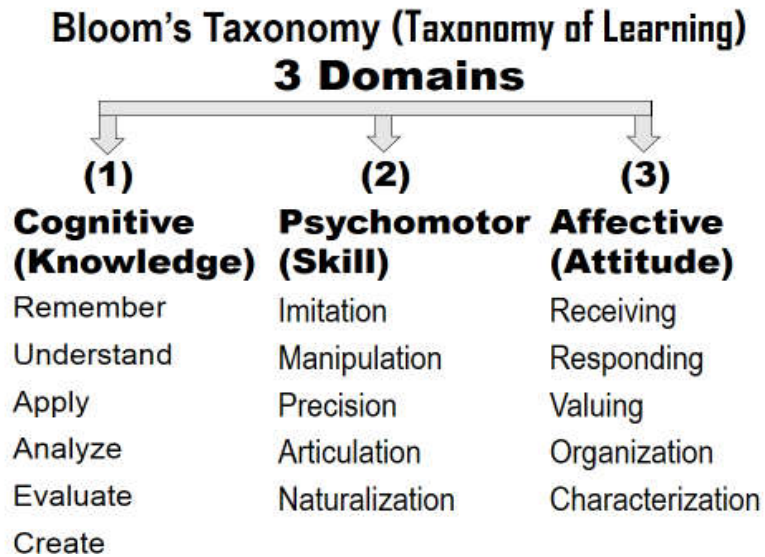 Bloom's Taxonomy (Taxonomy of Learning)
3 Domains
(1)
Cognitive
(Knowledge)
Remember
Understand
Apply
Analyze
Evaluate
Create
(2)
Psychomotor
(Skill)
Imitation
Manipulation
Precision
Articulation
Naturalization
(3)
Affective
(Attitude)
Receiving
Responding
Valuing
Organization
Characterization